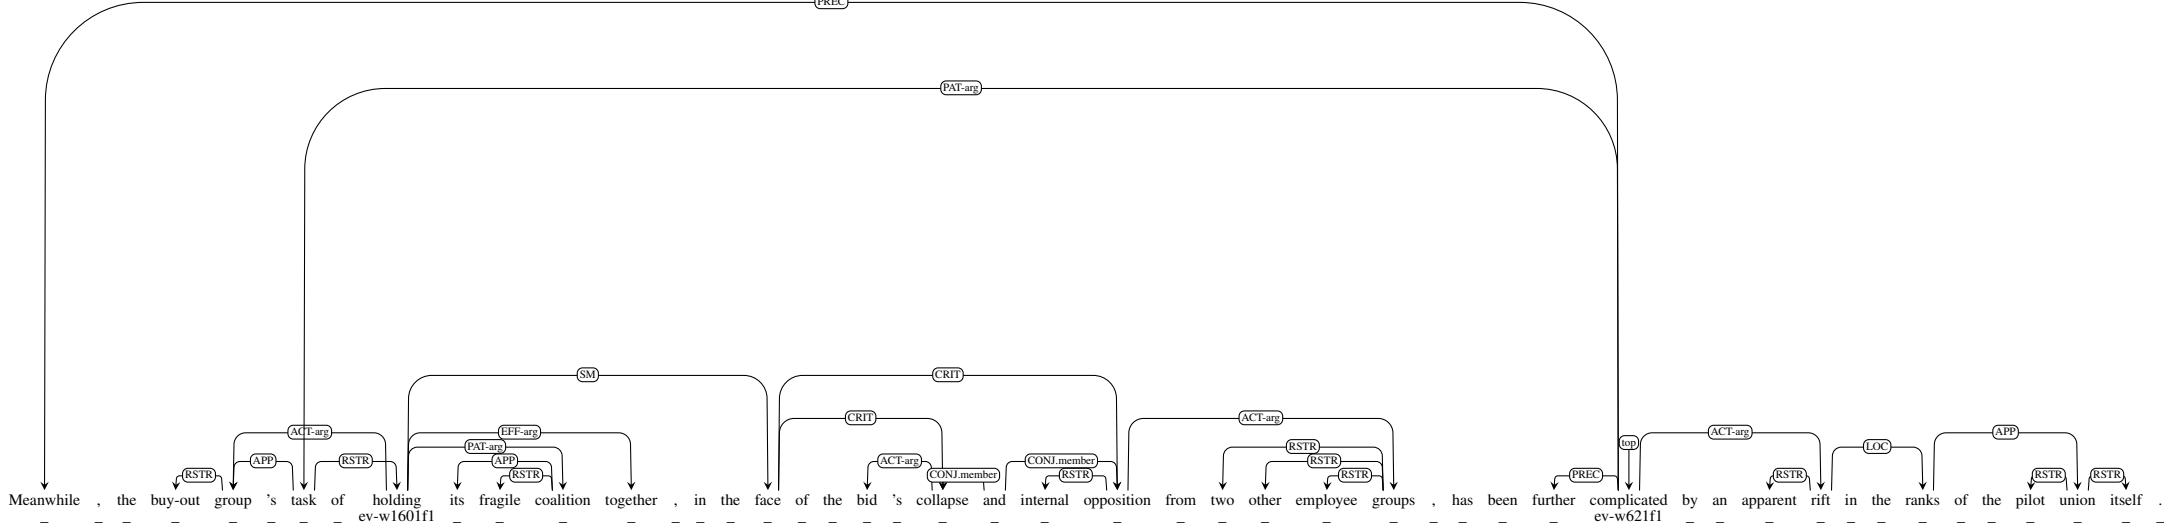 PREC
PAT-arg
SM CRIT
CRIT ACT-arg
ACT-arg EFF-arg ACT-arg
top
PAT-arg RSTR LOC APP
APP RSTR APP ACT-arg CONJ.member RSTR
RSTR RSTR CONJ.member RSTR RSTR PREC RSTR RSTR RSTR
Meanwhile , the buy-out group 's task of holding its fragile coalition together , in the face of the bid 's collapse and internal opposition from two other employee groups , has been further complicated by an apparent rift in the ranks of the pilot union itself .
_ _ _ _ _ _ _ _ ev-w1601f1 _ _ _ _ _ _ _ _ _ _ _ _ _ _ _ _ _ _ _ _ _ _ _ _ _ ev-w621f1 _ _ _ _ _ _ _ _ _ _ _ _